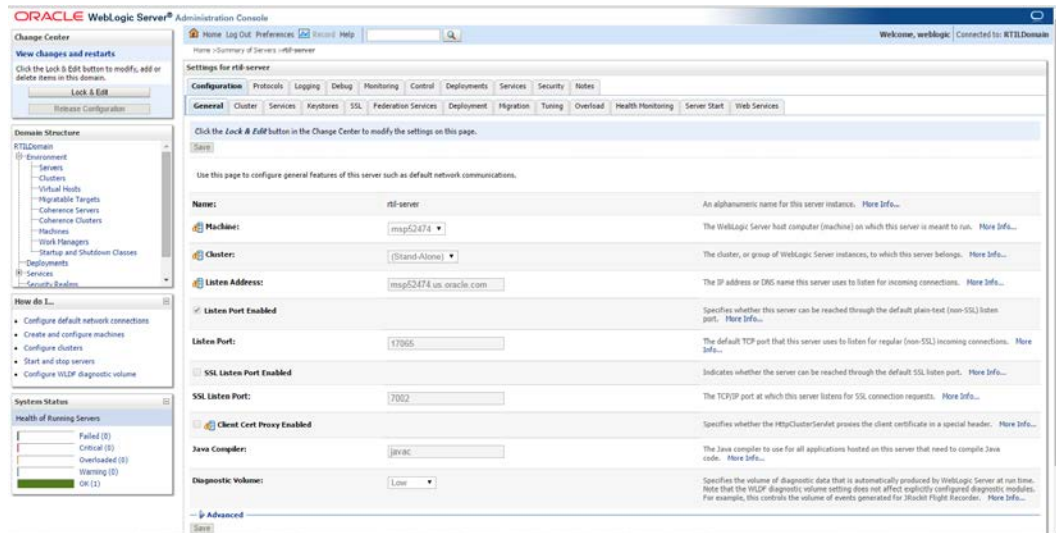 ORACLE WebLogic Server® Administration Console
Change Center
View changes and restarts
Click the Lock & Edit button to modify, add or
delete items in this domain.
Lock & Edit
Release Configuration
Domain Structure
RTILDomain
Environment
Servers
Clusters
Virtual Hosts
Migratable Targets
Coherence Servers
Coherence Clusters
Machines
Work Managers
Startup and Shutdown Classes
Deployments
Services
Security Realms
How do I...
Configure default network connections
Create and configure machines
Configure clusters
Start and stop servers
Configure WLDF diagnostic volume
System Status
Health of Running Servers
Failed (0)
Critical (0)
Overloaded (0)
Warning (0)
OK (1)
Home Log Out Preferences Record Help
Welcome, weblogic Connected to: RTILDomain
Home >Summary of Servers >rtil-server
Settings for rtil-server
Configuration Protocols Logging Debug Monitoring Control Deployments Services Security Notes
General Cluster Services Keystores SSL Federation Services Deployment Migration Tuning Overload Health Monitoring Server Start Web Services
Click the Lock & Edit button in the Change Center to modify the settings on this page.
Save
Use this page to configure general features of this server such as default network communications.
Name: rtil-server An alphanumeric name for this server instance. More Info...
Machine: msp52474 The WebLogic Server host computer (machine) on which this server is meant to run. More Info...
Cluster: (Stand-Alone) The cluster, or group of WebLogic Server instances, to which this server belongs. More Info...
Listen Address: msp52474.us.oracle.com The IP address or DNS name this server uses to listen for incoming connections. More Info...
Listen Port Enabled Specifies whether this server can be reached through the default plain-text (non-SSL) listen
port. More Info...
Listen Port: 17065 The default TCP port that this server uses to listen for regular (non-SSL) incoming connections. More
Info...
SSL Listen Port Enabled Indicates whether the server can be reached through the default SSL listen port. More Info...
SSL Listen Port: 7002 The TCP/IP port at which this server listens for SSL connection requests. More Info...
Client Cert Proxy Enabled Specifies whether the HttpClusterServlet proxies the client certificate in a special header. More Info...
Java Compiler: javac The Java compiler to use for all applications hosted on this server that need to compile Java
code. More Info...
Diagnostic Volume: Low Specifies the volume of diagnostic data that is automatically produced by WebLogic Server at run time.
Note that the WLDF diagnostic volume setting does not affect explicitly configured diagnostic modules.
For example, this controls the volume of events generated for JRockit Flight Recorder. More Info...
Advanced
Save